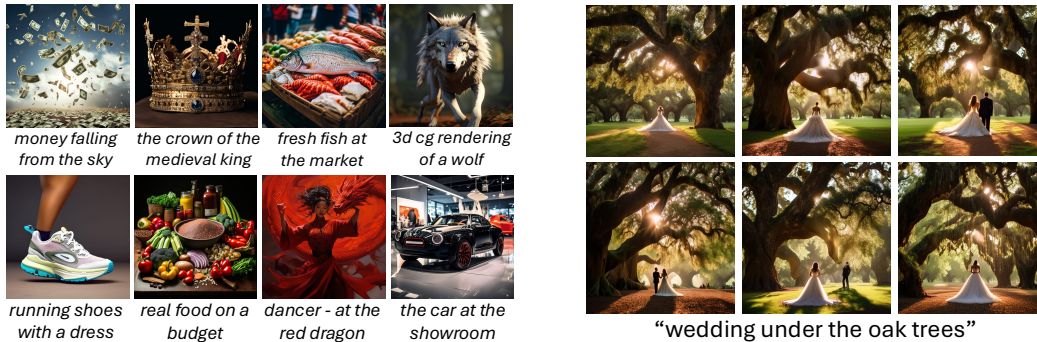 money falling
from the sky
the crown of the
medieval king
fresh fish at
the market
3d cg rendering
of a wolf
running shoes
with a dress
real food on a
budget
dancer - at the
red dragon
the car at the
showroom
“wedding under the oak trees”